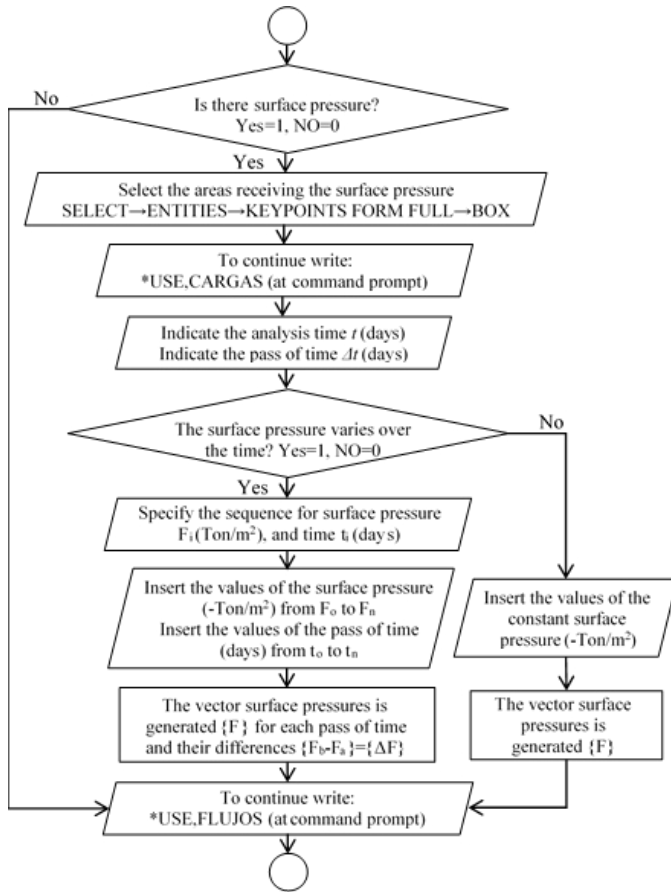 No
Is there surface pressure?
Yes=1, NO=0
Yes
Select the areas receiving the surface pressure
SELECT→ENTITIES→KEYPOINTS FORM FULL→BOX
To continue write:
*USE,CARGAS (at command prompt)
Indicate the analysis time t (days)
Indicate the pass of time Δt (days)
The surface pressure varies over
the time? Yes=1, NO=0
No
Yes
Specify the sequence for surface pressure
Fᵢ (Ton/m²), and time tᵢ (days)
Insert the values of the surface pressure
(-Ton/m²) from Fₒ to Fₙ
Insert the values of the pass of time
(days) from tₒ to tₙ
Insert the values of the
constant surface
pressure (-Ton/m²)
The vector surface pressures is
generated {F} for each pass of time
and their differences {F_b-Fₐ}={ΔF}
The vector surface
pressures is
generated {F}
To continue write:
*USE,FLUJOS (at command prompt)